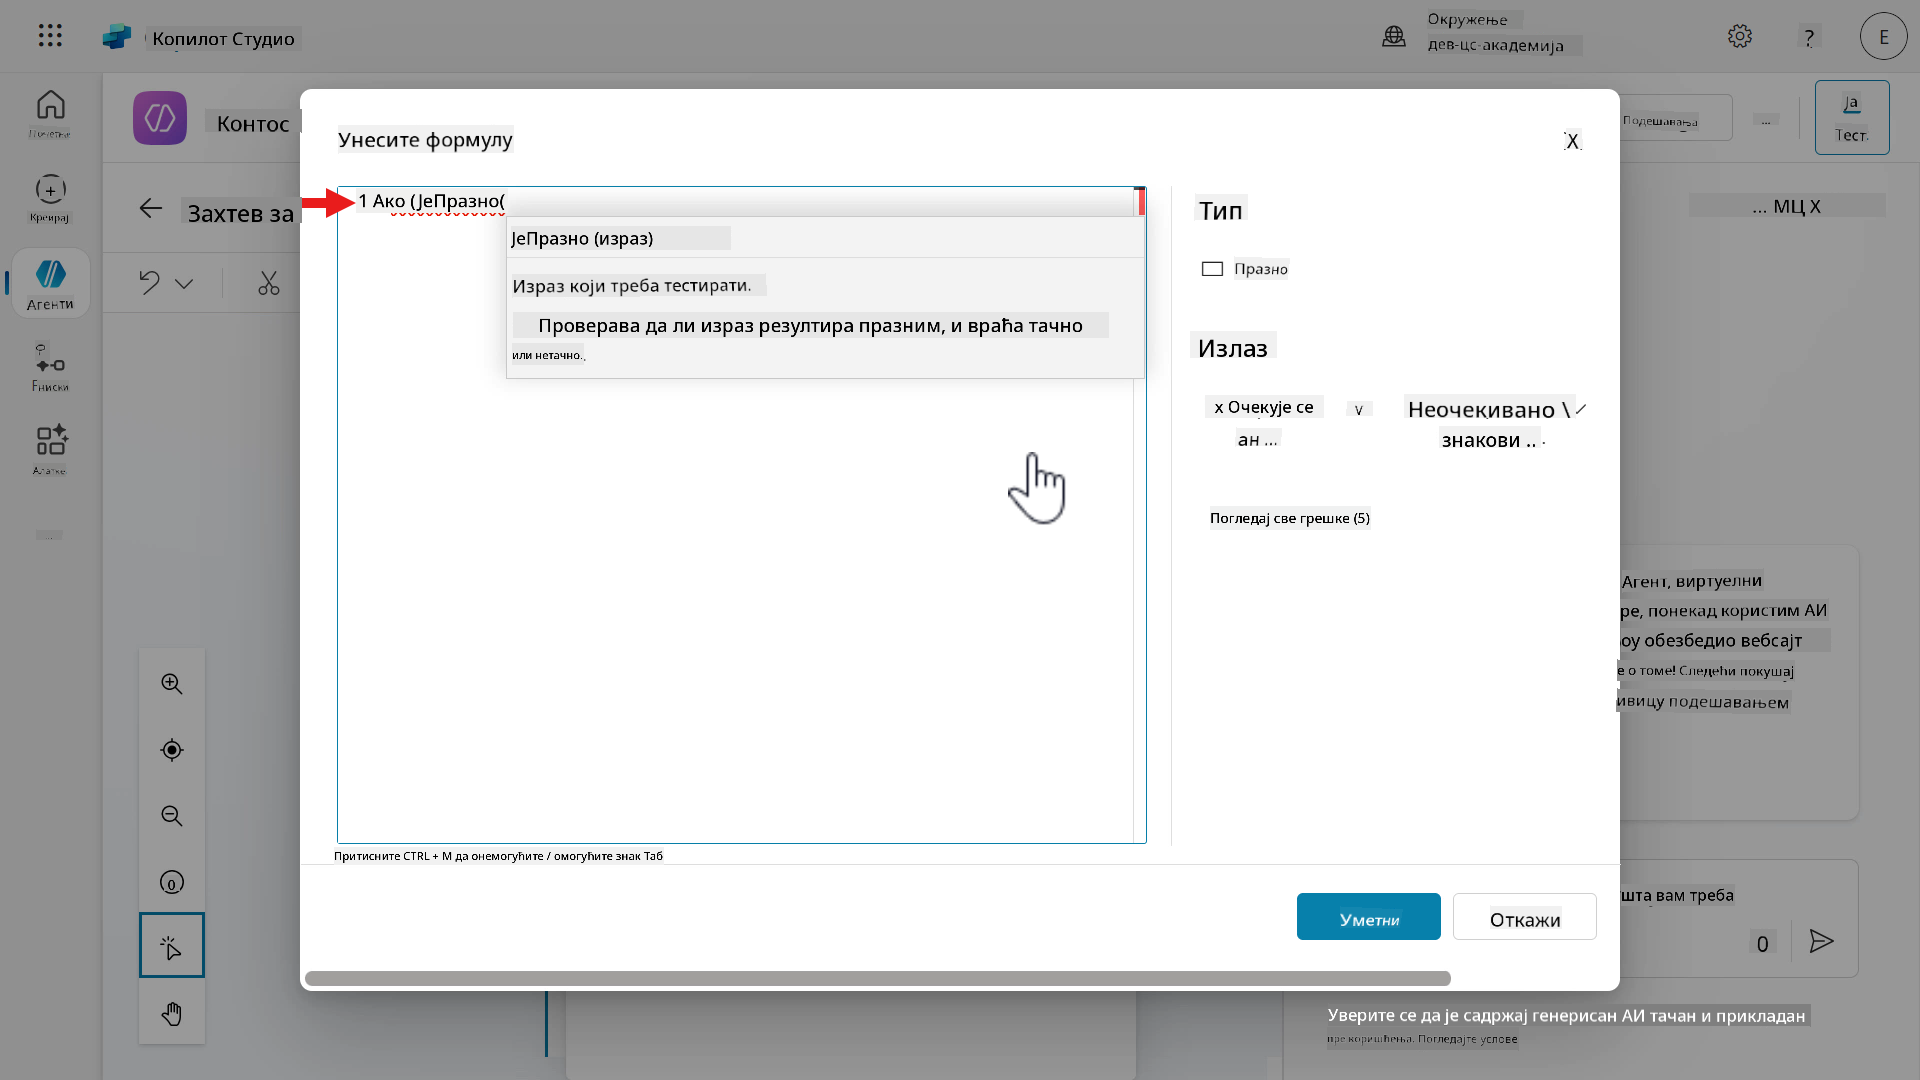 Копилот Студио
Окружење
дев-цс-академија
?
E
Почетни
Контос
Унесите формулу
X
Подешавања
...
Ја
Тест.
Креирај
Захтев за
1 Ако (ЈеПразно(
ЈеПразно (израз)
Израз који треба тестирати.
Проверава да ли израз резултира празним, и враћа тачно
или нетачно.
Тип
Празно
... МЦ X
Агенти
Излаз
x Очекује се
ан ...
v
Неочекивано \
знакови ..
Погледај све грешке (5)
Алатке
Агент, виртуелни
ре, понекад користим АИ
оу обезбедио вебсајт
е о томе! Следећи покушај
ивицу подешавањем
Притисните CTRL + M да онемогућите / омогућите знак Таб
Уметни
Откажи
шта вам треба
0
Уверите се да је садржај генерисан АИ тачан и прикладан
пре коришћења. Погледајте услове